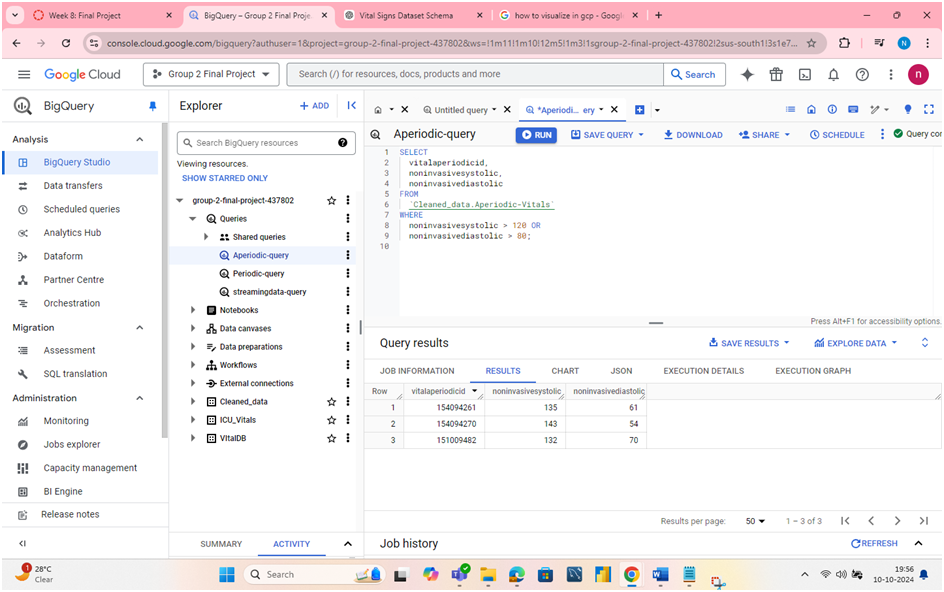 Week 8: Final Project
BigQuery – Group 2 Final Proje
Vital Signs Dataset Schema
how to visualize in gcp - Google
console.cloud.google.com/bigquery?authuser=1&project=group-2-final-project-437802&ws=!1m11!1m10!12m5!1m3!1sgroup-2-final-project-437802!2sus-south1!3s1e7...
N
Google Cloud
Group 2 Final Project
Search (/) for resources, docs, products and more
Search
n
BigQuery
Analysis
BigQuery Studio
Data transfers
Scheduled queries
Analytics Hub
Dataform
Partner Centre
Orchestration
Migration
Assessment
SQL translation
Administration
Monitoring
Jobs explorer
Capacity management
BI Engine
Release notes
Explorer
+ ADD
Search BigQuery resources
Viewing resources.
SHOW STARRED ONLY
group-2-final-project-437802
Queries
Shared queries
Aperiodic-query
Periodic-query
streamingdata-query
Notebooks
Data canvases
Data preparations
Workflows
External connections
Cleaned_data
ICU_Vitals
VitalDB
SUMMARY
ACTIVITY
Untitled query
*Aperiodi... ery
Aperiodic-query
RUN
SAVE QUERY
DOWNLOAD
SHARE
SCHEDULE
Query con
1 SELECT
2 vitalaperiodicid,
3 noninvasivesystolic,
4 noninvasivediastolic
5 FROM
6 `Cleaned_data.Aperiodic-Vitals`
7 WHERE
8 noninvasivesystolic > 120 OR
9 noninvasivediastolic > 80;
10
Press Alt+F1 for accessibility options.
Query results
SAVE RESULTS
EXPLORE DATA
JOB INFORMATION
RESULTS
CHART
JSON
EXECUTION DETAILS
EXECUTION GRAPH
Row vitalaperiodicid noninvasivesystolic noninvasivediastolic
1 154094261 135 61
2 154094270 143 54
3 151009482 132 70
Results per page: 50 1 – 3 of 3
Job history
REFRESH
1
28°C
Clear
Search
19:56
10-10-2024